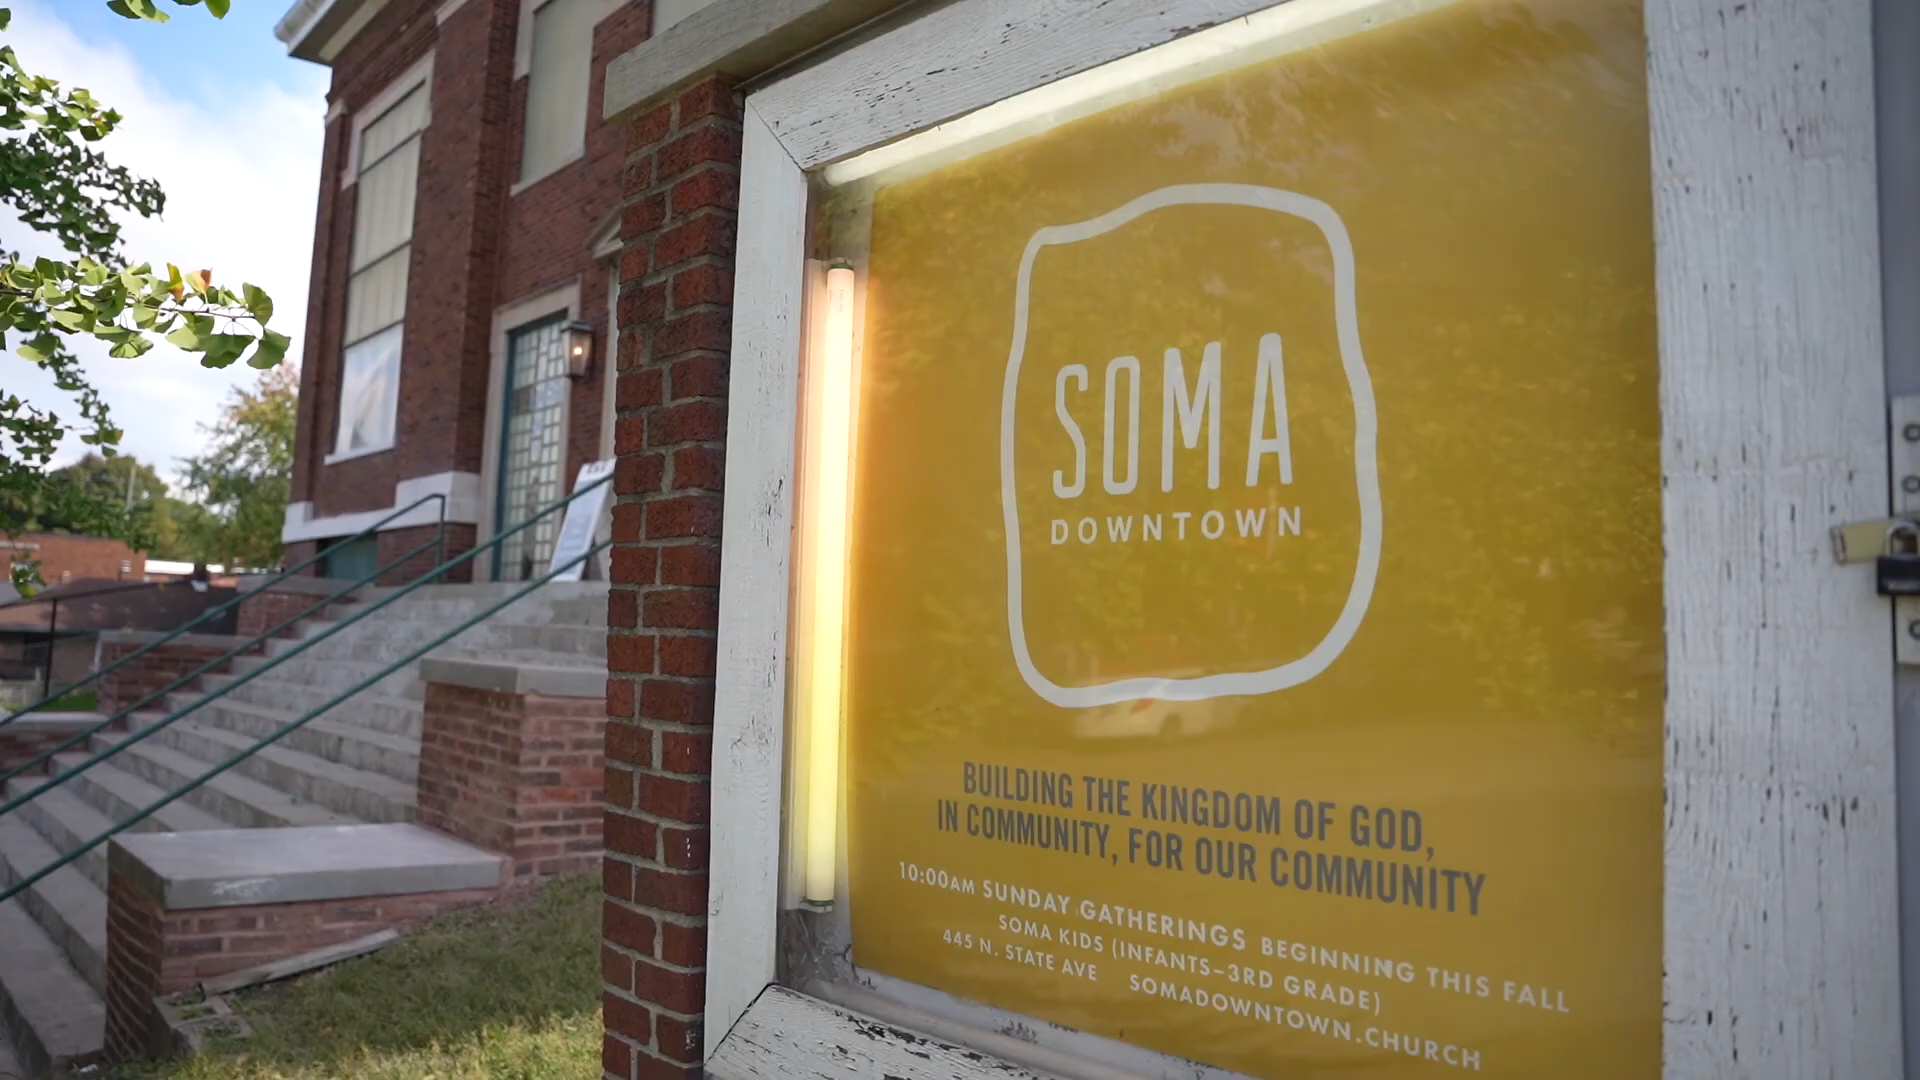 SOMA
DOWNTOWN
BUILDING THE KINGDOM OF GOD,
IN COMMUNITY, FOR OUR COMMUNITY
10:00AM SUNDAY GATHERINGS BEGINNING THIS FALL
SOMA KIDS (INFANTS–3RD GRADE)
445 N. STATE AVE SOMADOWNTOWN.CHURCH